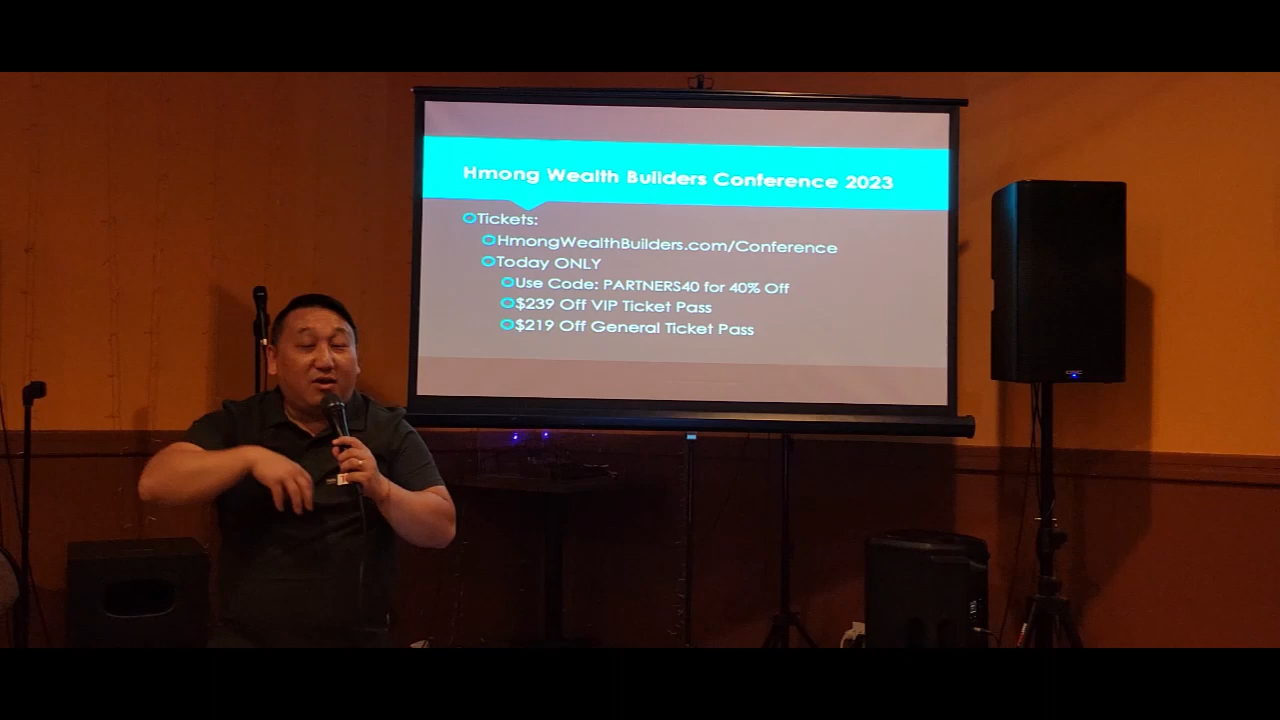 Hmong Wealth Builders Conference 2023
Tickets:
HmongWealthBuilders.com/Conference
Today ONLY
Use Code: PARTNERS40 for 40% Off
$239 Off VIP Ticket Pass
$219 Off General Ticket Pass
QSC